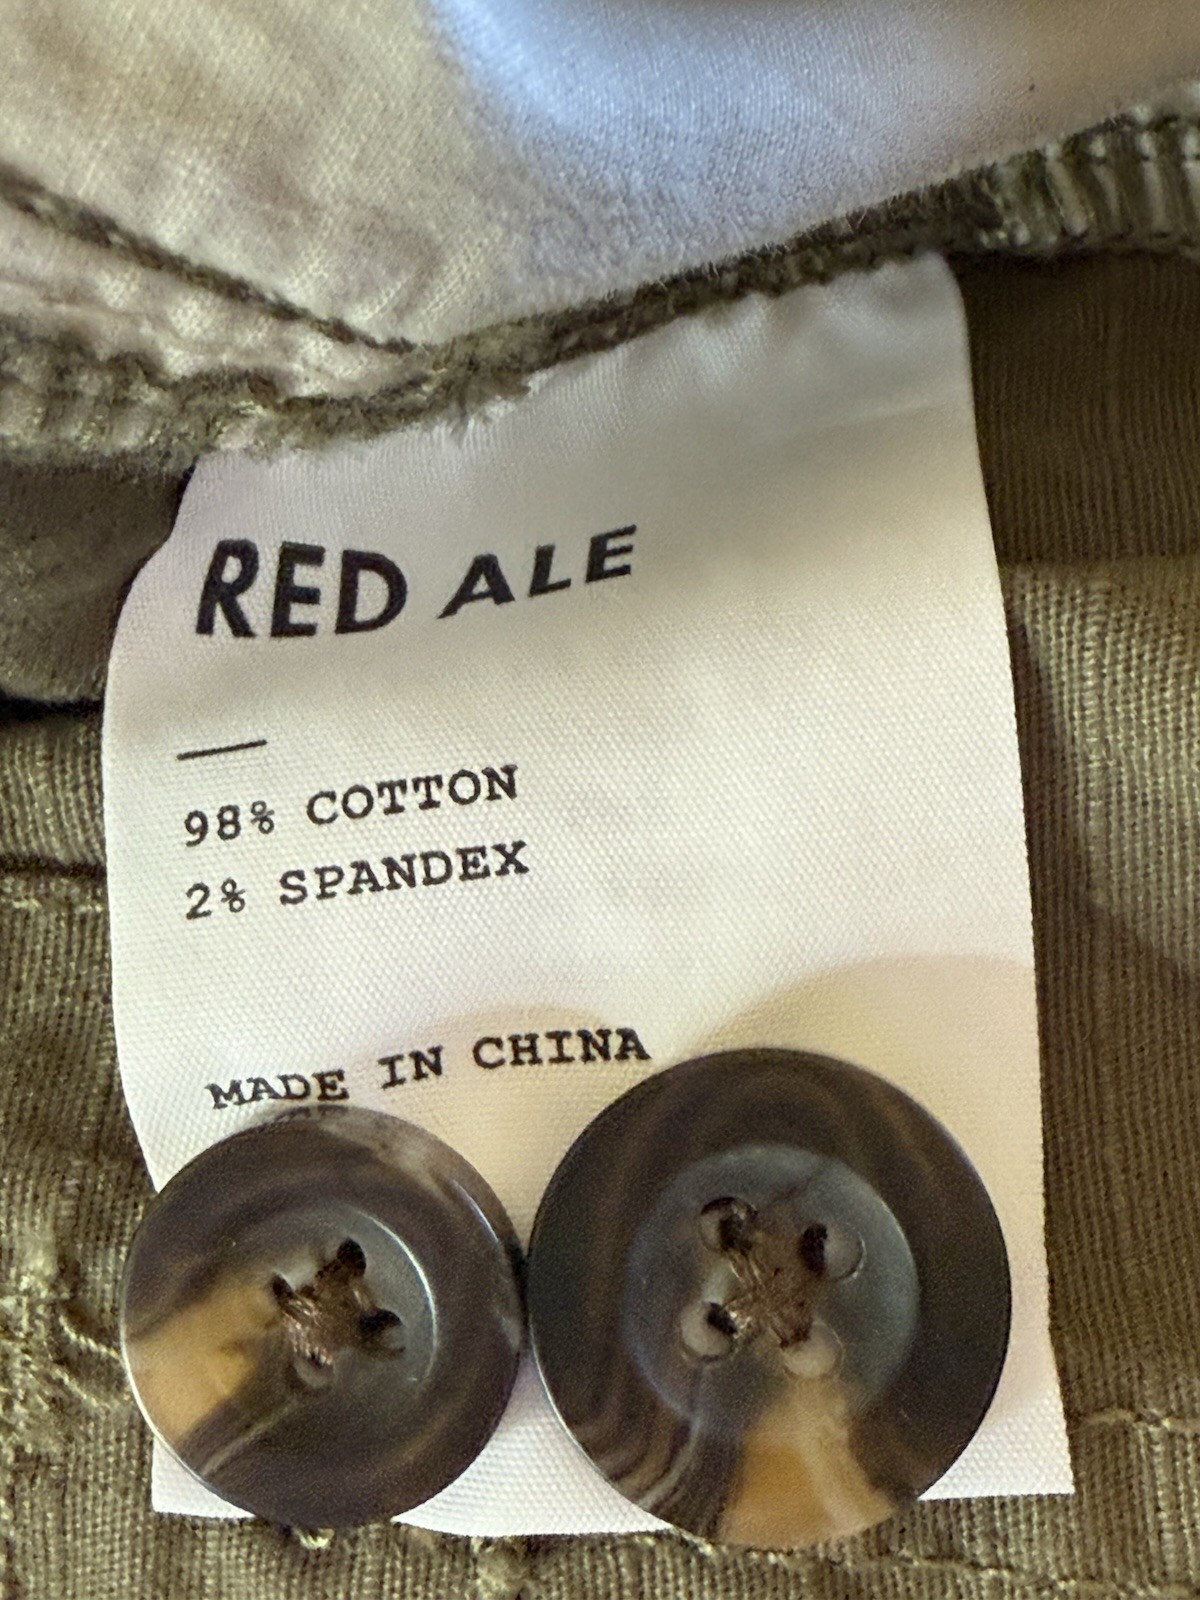 RED ALE
98% COTTON
2% SPANDEX
MADE IN CHINA